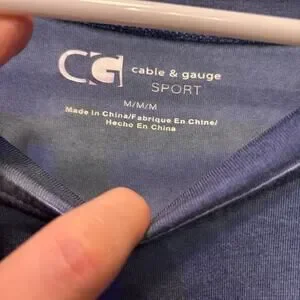 CG
cable & gauge
SPORT
M/M/M
Made in China/Fabrique En Chine/
Hecho En China